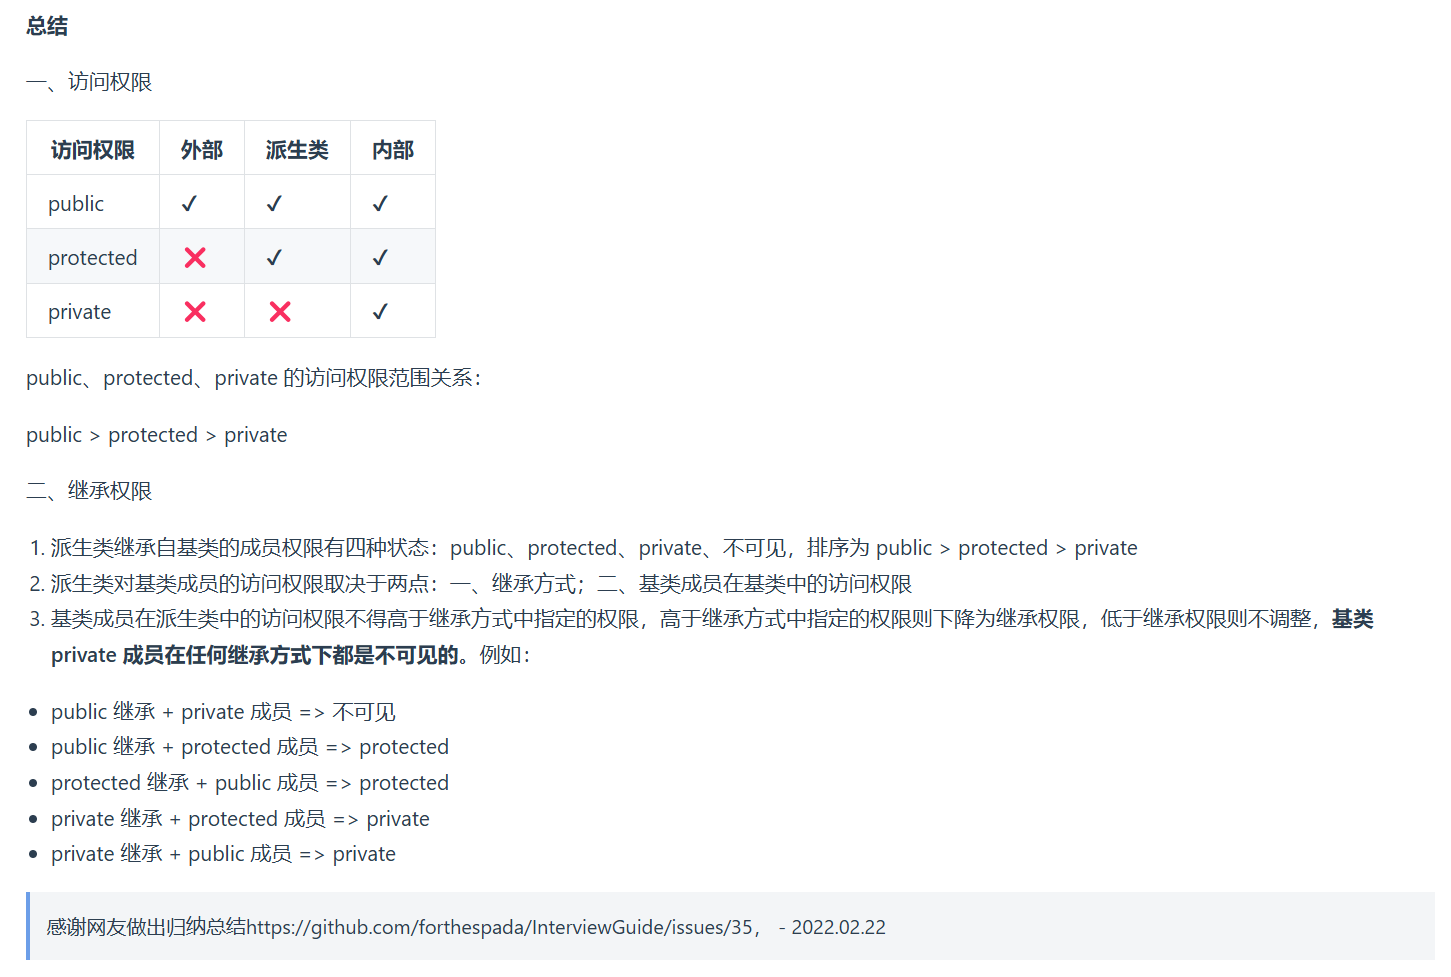 总结
一、访问权限
访问权限 外部 派生类 内部
public ✓ ✓ ✓
protected ❌ ✓ ✓
private ❌ ❌ ✓
public、protected、private 的访问权限范围关系：
public > protected > private
二、继承权限
1. 派生类继承自基类的成员权限有四种状态：public、protected、private、不可见，排序为 public > protected > private
2. 派生类对基类成员的访问权限取决于两点：一、继承方式；二、基类成员在基类中的访问权限
3. 基类成员在派生类中的访问权限不得高于继承方式中指定的权限，高于继承方式中指定的权限则下降为继承权限，低于继承权限则不调整，基类
private 成员在任何继承方式下都是不可见的。例如：
• public 继承 + private 成员 => 不可见
• public 继承 + protected 成员 => protected
• protected 继承 + public 成员 => protected
• private 继承 + protected 成员 => private
• private 继承 + public 成员 => private
感谢网友做出归纳总结https://github.com/forthespada/InterviewGuide/issues/35， - 2022.02.22